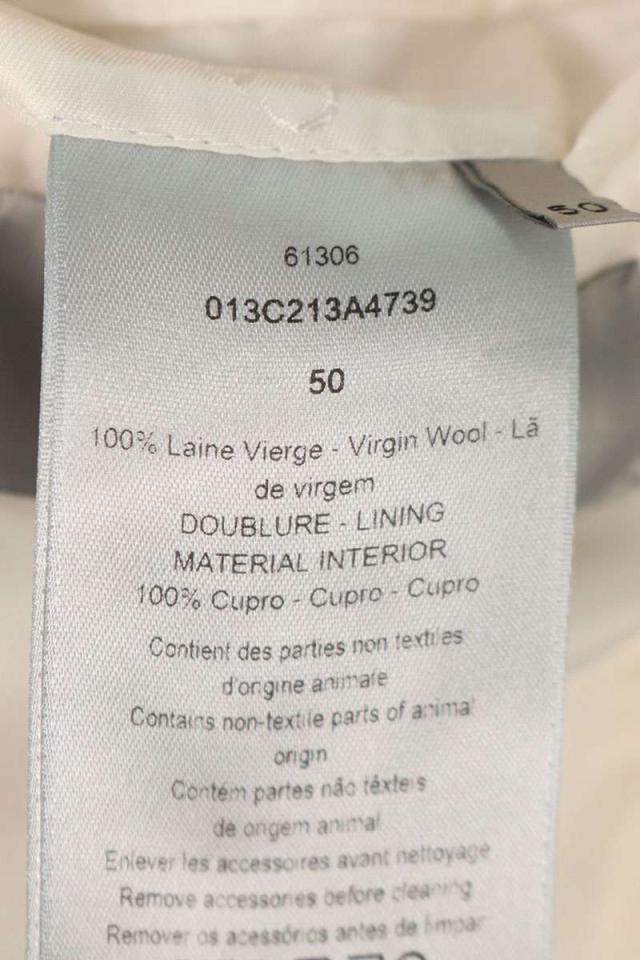 50
61306
013C213A4739
50
100% Laine Vierge - Virgin Wool - Lã
de virgem
DOUBLURE - LINING
MATERIAL INTERIOR
100% Cupro - Cupro - Cupro
Contient des parties non textiles
d'origine animale
Contains non-textile parts of animal
origin
Contém partes não têxteis
de origem animal
Enlever les accessoires avant nettoyage
Remove accessories before cleaning
Remover os acessórios antes de limpar